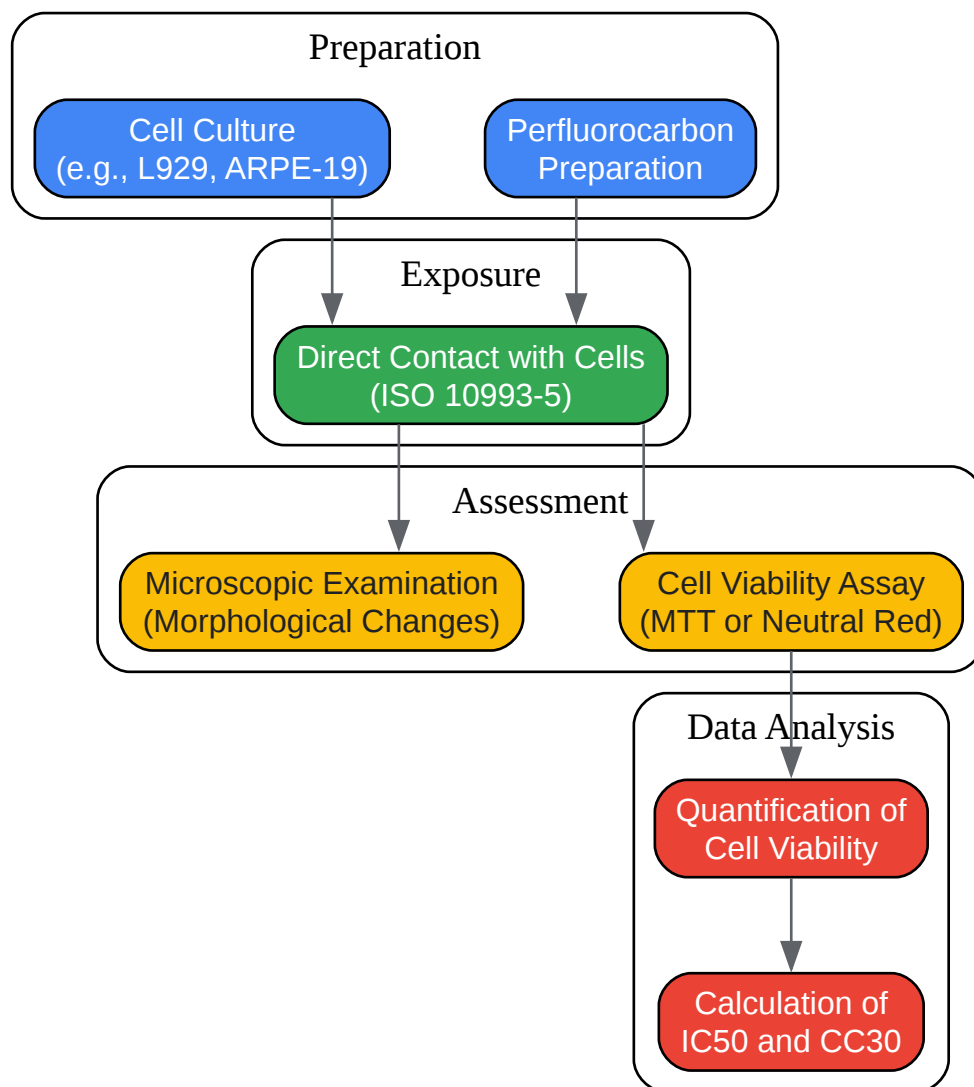 Preparation
Cell Culture
(e.g., L929, ARPE-19)
Perfluorocarbon
Preparation
Exposure
Direct Contact with Cells
(ISO 10993-5)
Assessment
Microscopic Examination
(Morphological Changes)
Cell Viability Assay
(MTT or Neutral Red)
Data Analysis
Quantification of
Cell Viability
Calculation of
IC50 and CC30